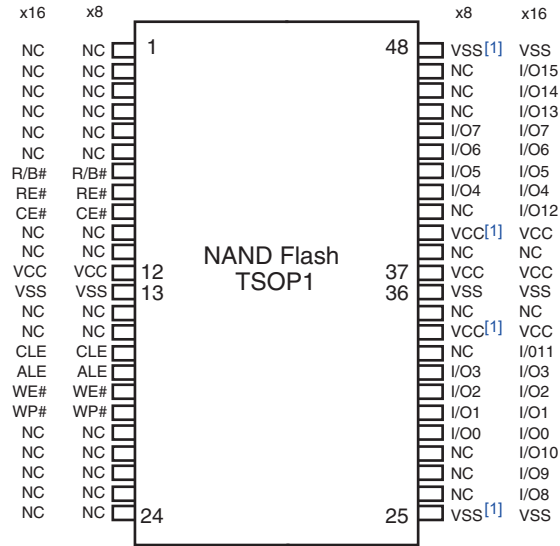 x16 x8 x8 x16
NC NC 1 48 VSS[1] VSS
NC NC NC I/O15
NC NC NC I/O14
NC NC NC I/O13
NC NC I/O7 I/O7
NC NC I/O6 I/O6
R/B# R/B# I/O5 I/O5
RE# RE# I/O4 I/O4
CE# CE# NC I/O12
NC NC VCC[1] VCC
NC NC NAND Flash NC NC
VCC VCC 12 TSOP1 37 VCC VCC
VSS VSS 13 36 VSS VSS
NC NC NC NC
NC NC VCC[1] VCC
CLE CLE NC I/011
ALE ALE I/O3 I/O3
WE# WE# I/O2 I/O2
WP# WP# I/O1 I/O1
NC NC I/O0 I/O0
NC NC NC I/O10
NC NC NC I/O9
NC NC NC I/O8
NC NC 24 25 VSS[1] VSS